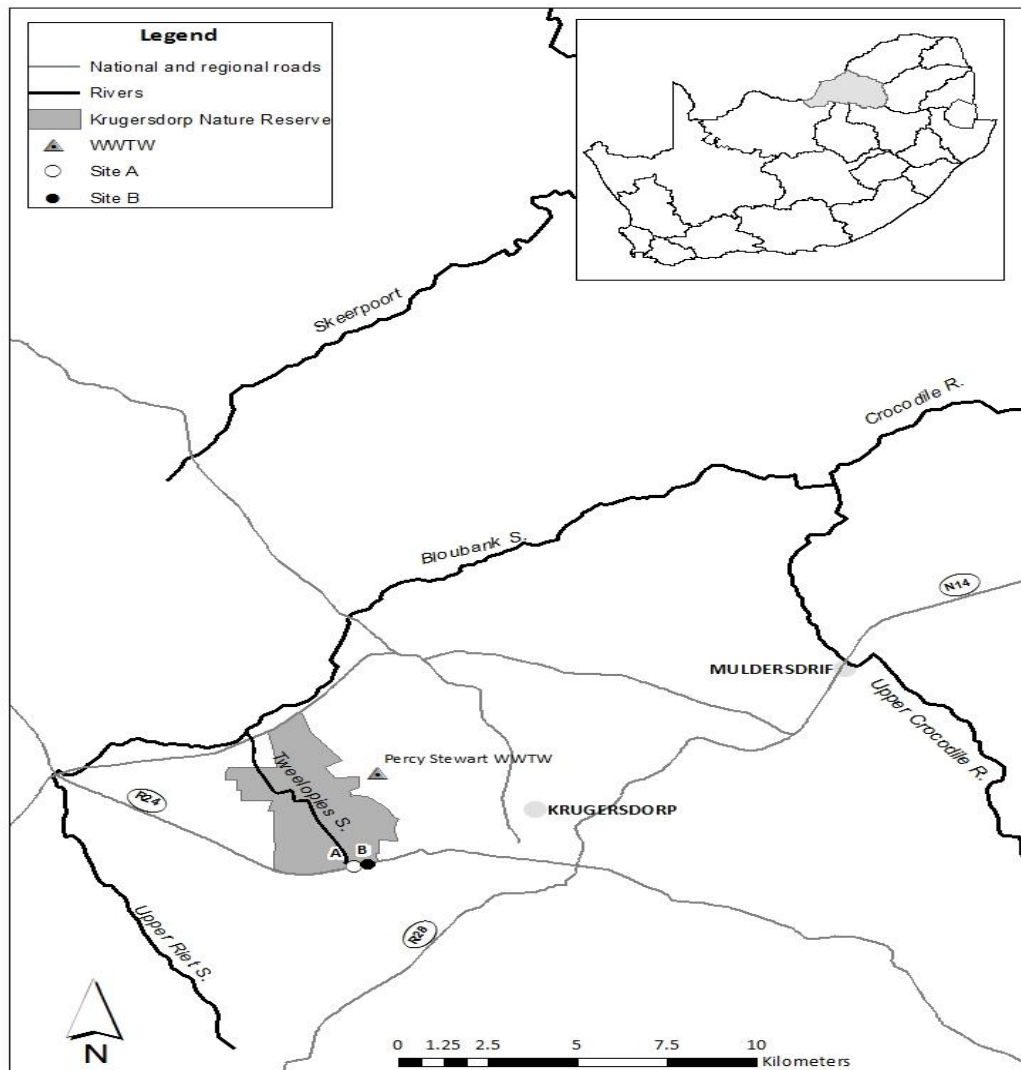 Legend
National and regional roads
Rivers
Krugersdorp Nature Reserve
WWTW
Site A
Site B
Skeerpoort
Crocodile R.
Bloubank S.
N14
MULDERSDRIF
Upper Crocodile R.
Percy Stewart WWTW
Tweelopies S.
R24
KRUGERSDORP
A
B
Upper Riet S.
R28
N
0 1.25 2.5 5 7.5 10
Kilometers